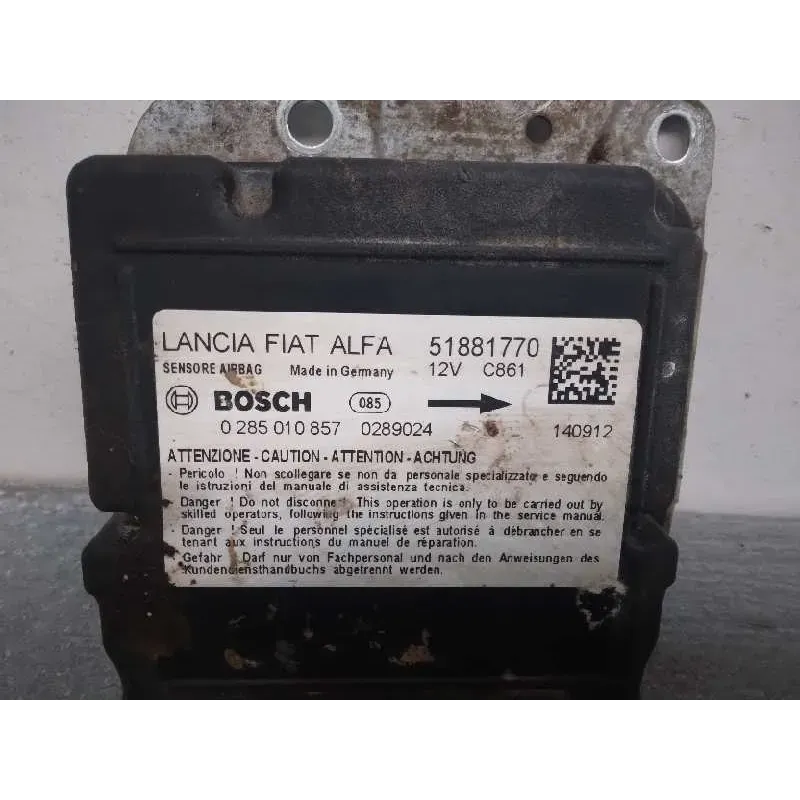 LANCIA FIAT ALFA 51881770
SENSORE AIRBAG Made in Germany 12V C861
BOSCH 085
0 285 010 857 0289024 140912
ATTENZIONE - CAUTION - ATTENTION - ACHTUNG
- Pericolo ! Non scollegare se non da personale specializzato e seguendo
le istruzioni del manuale di assistenza tecnica.
- Danger ! Do not disconnect This operation is only to be carried out by
skilled operators, following the instructions given in the service manual.
- Danger ! Seul le personnel spécialisé est autorisé à débrancher en se
tenant aux instructions du manuel de réparation.
- Gefahr ! Darf nur von Fachpersonal und nach den Anweisungen des
Kundendiensthandbuchs abgetrennt werden.